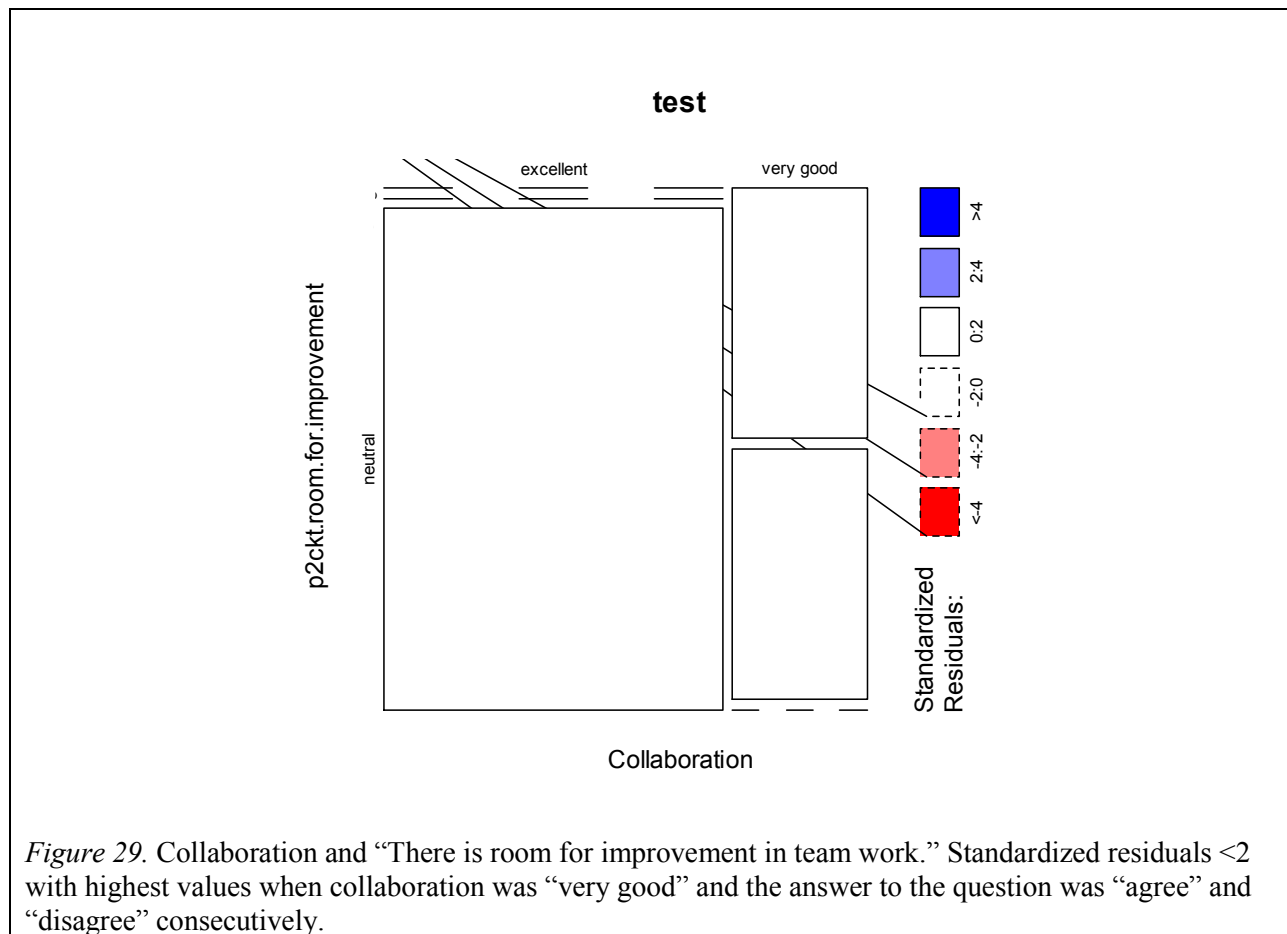 test
excellent
very good
p2ckt.room.for.improvement
neutral
>4
2:4
0:2
-2:0
-4:-2
<-4
Standardized
Residuals:
Collaboration
Figure 29. Collaboration and “There is room for improvement in team work.” Standardized residuals <2
with highest values when collaboration was “very good” and the answer to the question was “agree” and
“disagree” consecutively.